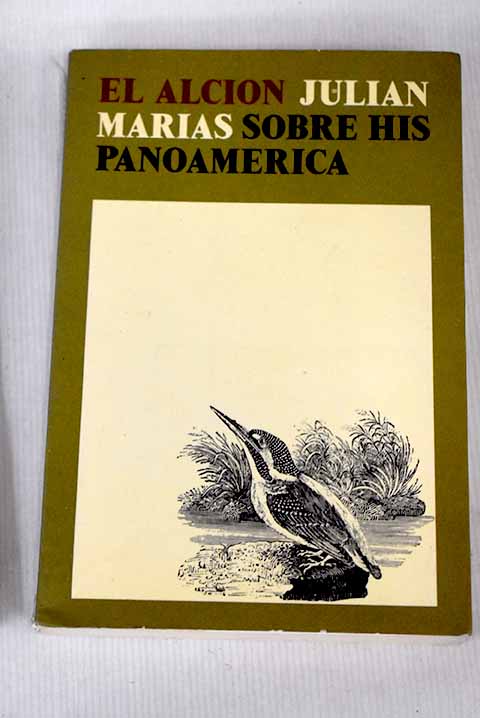 EL ALCION JULIAN
MARIAS SOBRE HIS
PANOAMERICA